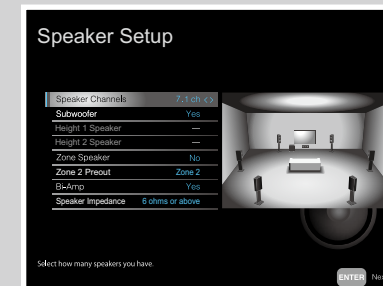 Speaker Setup
Speaker Channels 7.1 ch <>
Subwoofer Yes
Height 1 Speaker —
Height 2 Speaker —
Zone Speaker No
Zone 2 Preout Zone 2
Bi-Amp Yes
Speaker Impedance 6 ohms or above
Select how many speakers you have.
ENTER